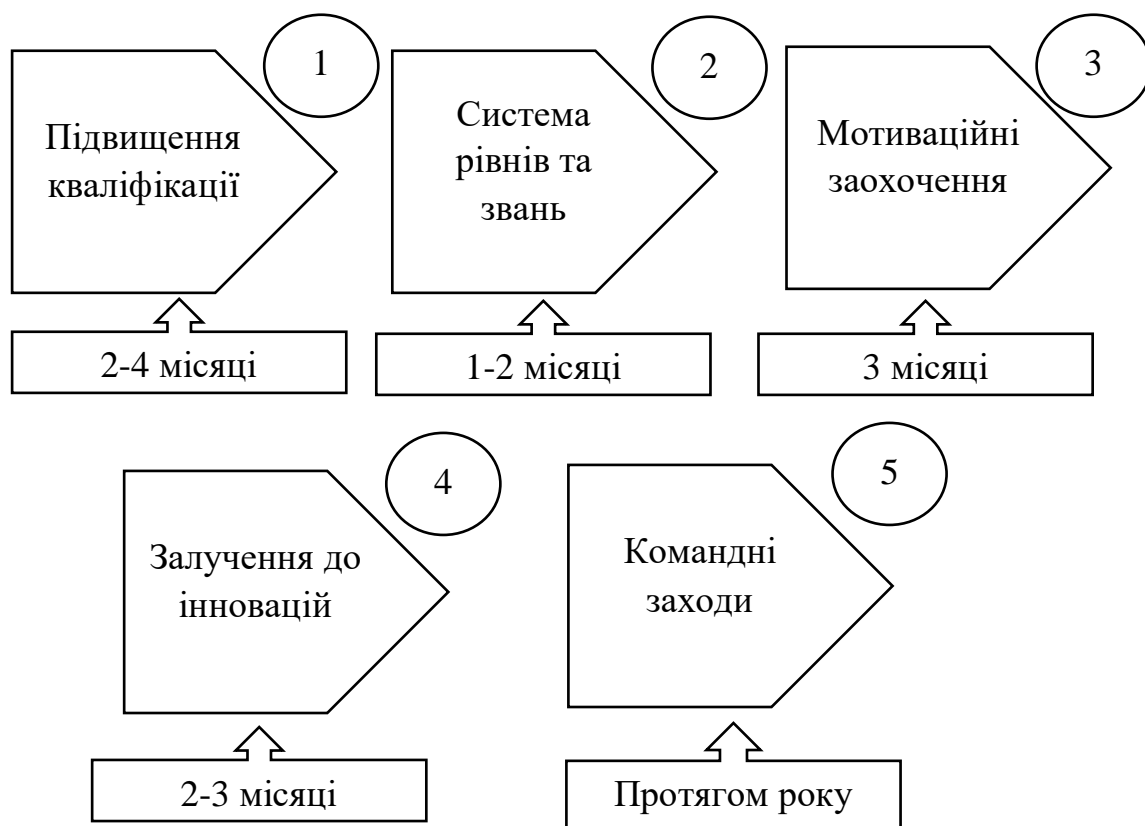 1
Підвищення
кваліфікації
2-4 місяці
2
Система
рівнів та
звань
1-2 місяці
3
Мотиваційні
заохочення
3 місяці
4
Залучення до
інновацій
2-3 місяці
5
Командні
заходи
Протягом року